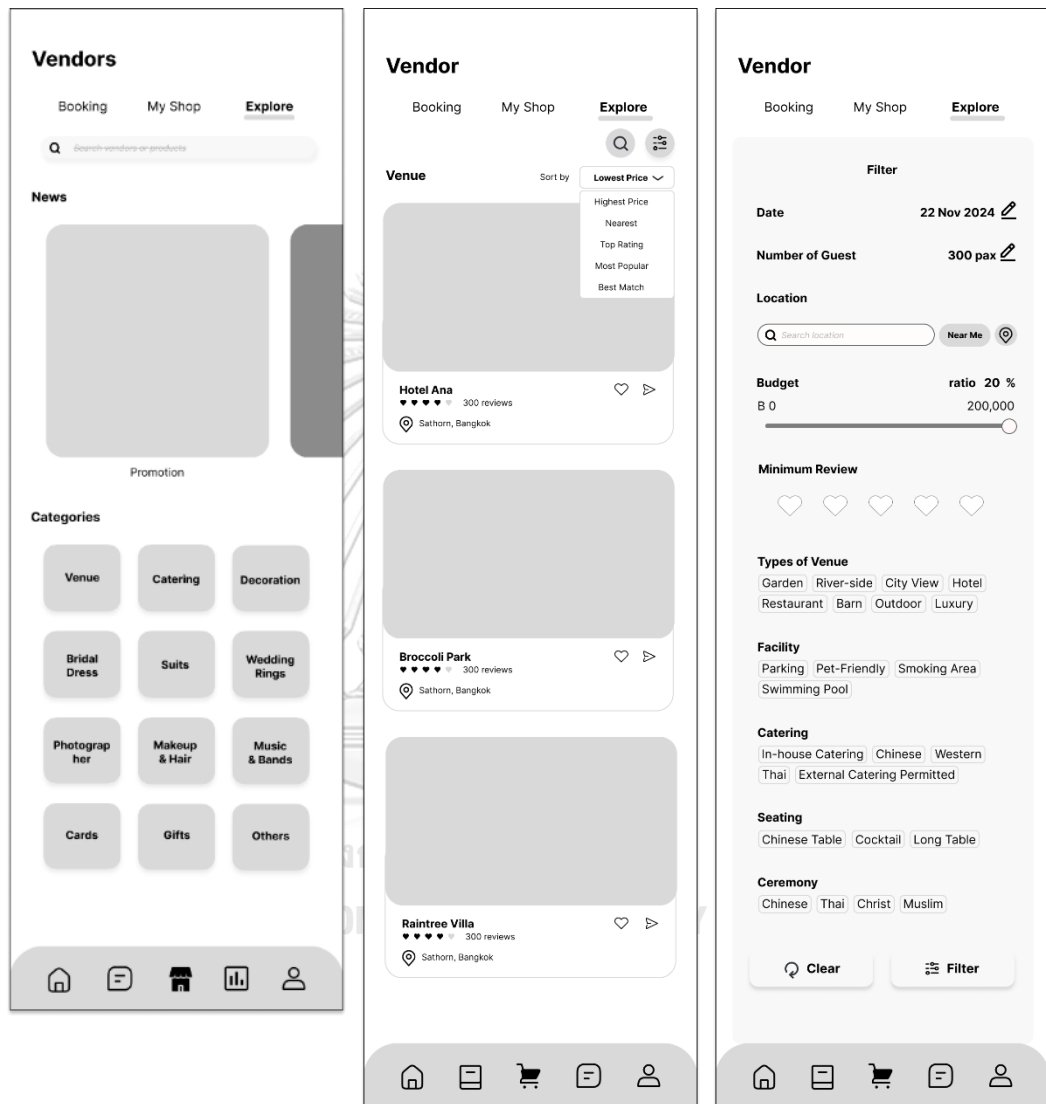 Vendors
Booking My Shop Explore
Search vendors or products
News
Promotion
Categories
Venue Catering Decoration
Bridal Suits Wedding
Dress Rings
Photograp Makeup Music
her & Hair & Bands
Cards Gifts Others
Vendor
Booking My Shop Explore
Venue Sort by Lowest Price
Highest Price
Nearest
Top Rating
Most Popular
Best Match
Hotel Ana
300 reviews
Sathorn, Bangkok
Broccoli Park
300 reviews
Sathorn, Bangkok
Raintree Villa
300 reviews
Sathorn, Bangkok
Vendor
Booking My Shop Explore
Filter
Date 22 Nov 2024
Number of Guest 300 pax
Location
Search location Near Me
Budget ratio 20 %
B 0 200,000
Minimum Review
Types of Venue
Garden River-side City View Hotel
Restaurant Barn Outdoor Luxury
Facility
Parking Pet-Friendly Smoking Area
Swimming Pool
Catering
In-house Catering Chinese Western
Thai External Catering Permitted
Seating
Chinese Table Cocktail Long Table
Ceremony
Chinese Thai Christ Muslim
Clear Filter